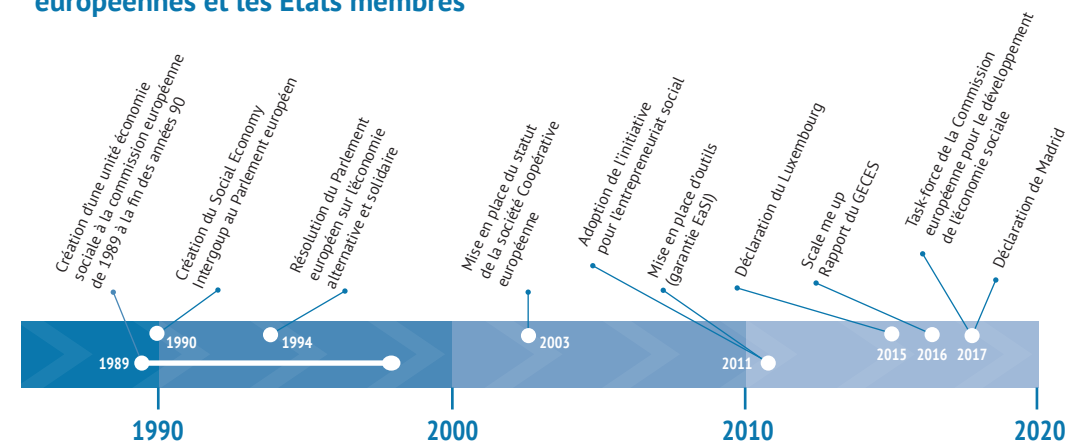 européennes et les États membres
Création d'une unité économie
sociale à la commission européenne
de 1989 à la fin des années 90
Création du Social Economy
Intergoup au Parlement européen
Résolution du Parlement
européen sur l'économie
alternative et solidaire
Mise en place du statut
de la société Coopérative
européenne
Adoption de l'initiative
pour l'entrepreneuriat social
Mise en place d'outils
(garantie EaSI)
Déclaration du Luxembourg
Scale me up
Rapport du GECES
Task-force de la Commission
européenne pour le développement
de l'économie sociale
Déclaration de Madrid
1989
1990
1994
2003
2011
2015
2016
2017
1990
2000
2010
2020